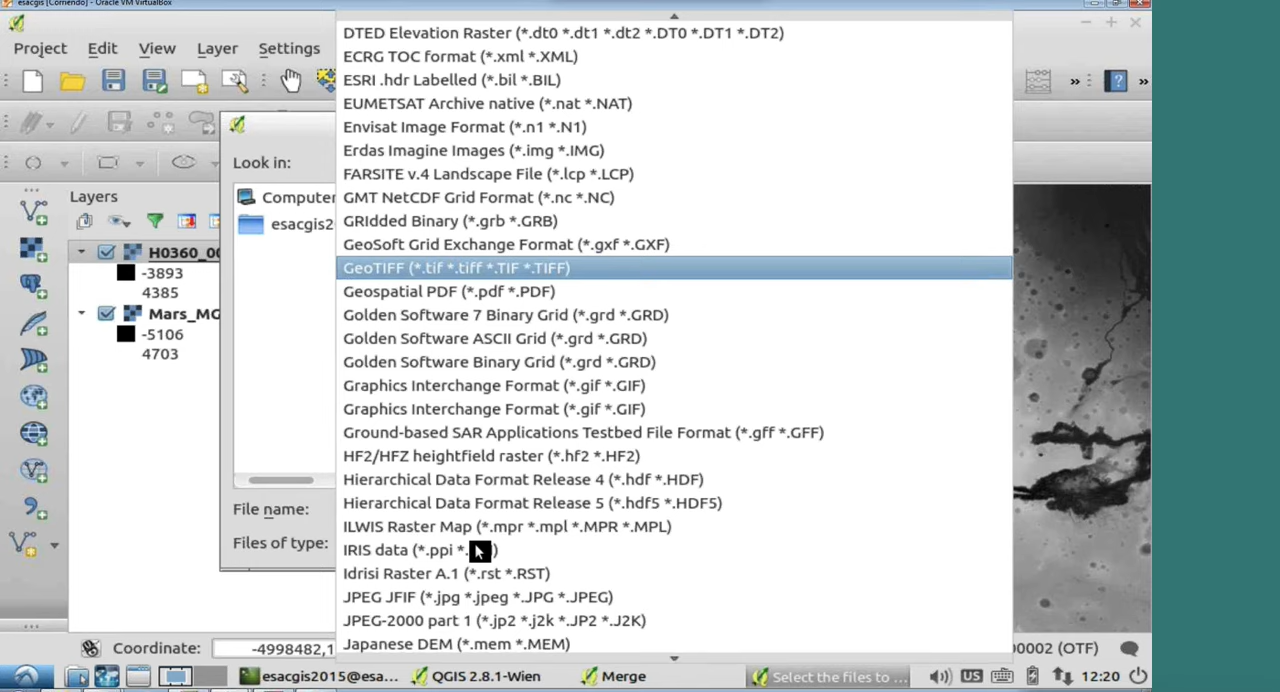 esacgis [Corriendo] - Oracle VM VirtualBox
Project Edit View Layer Settings
Look in:
Computer
esacgis2
Layers
H0360_00
-3893
4385
Mars_MG
-5106
4703
DTED Elevation Raster (*.dt0 *.dt1 *.dt2 *.DT0 *.DT1 *.DT2)
ECRG TOC format (*.xml *.XML)
ESRI .hdr Labelled (*.bil *.BIL)
EUMETSAT Archive native (*.nat *.NAT)
Envisat Image Format (*.n1 *.N1)
Erdas Imagine Images (*.img *.IMG)
FARSITE v.4 Landscape File (*.lcp *.LCP)
GMT NetCDF Grid Format (*.nc *.NC)
GRIdded Binary (*.grb *.GRB)
GeoSoft Grid Exchange Format (*.gxf *.GXF)
GeoTIFF (*.tif *.tiff *.TIF *.TIFF)
Geospatial PDF (*.pdf *.PDF)
Golden Software 7 Binary Grid (*.grd *.GRD)
Golden Software ASCII Grid (*.grd *.GRD)
Golden Software Binary Grid (*.grd *.GRD)
Graphics Interchange Format (*.gif *.GIF)
Graphics Interchange Format (*.gif *.GIF)
Ground-based SAR Applications Testbed File Format (*.gff *.GFF)
HF2/HFZ heightfield raster (*.hf2 *.HF2)
Hierarchical Data Format Release 4 (*.hdf *.HDF)
Hierarchical Data Format Release 5 (*.hdf5 *.HDF5)
ILWIS Raster Map (*.mpr *.mpl *.MPR *.MPL)
IRIS data (*.ppi *. )
Idrisi Raster A.1 (*.rst *.RST)
JPEG JFIF (*.jpg *.jpeg *.JPG *.JPEG)
JPEG-2000 part 1 (*.jp2 *.j2k *.JP2 *.J2K)
Japanese DEM (*.mem *.MEM)
File name:
Files of type:
Coordinate: -4998482,1 00002 (OTF)
esacgis2015@esa... QGIS 2.8.1-Wien Merge Select the files to ... US 12:20